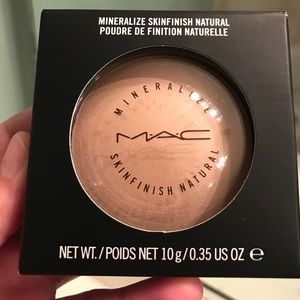 MINERALIZE SKINFINISH NATURAL
POUDRE DE FINITION NATURELLE
MINERALIZE
M·A·C
SKINFINISH NATURAL
NET WT./POIDS NET 10 g/0.35 US OZ ℮